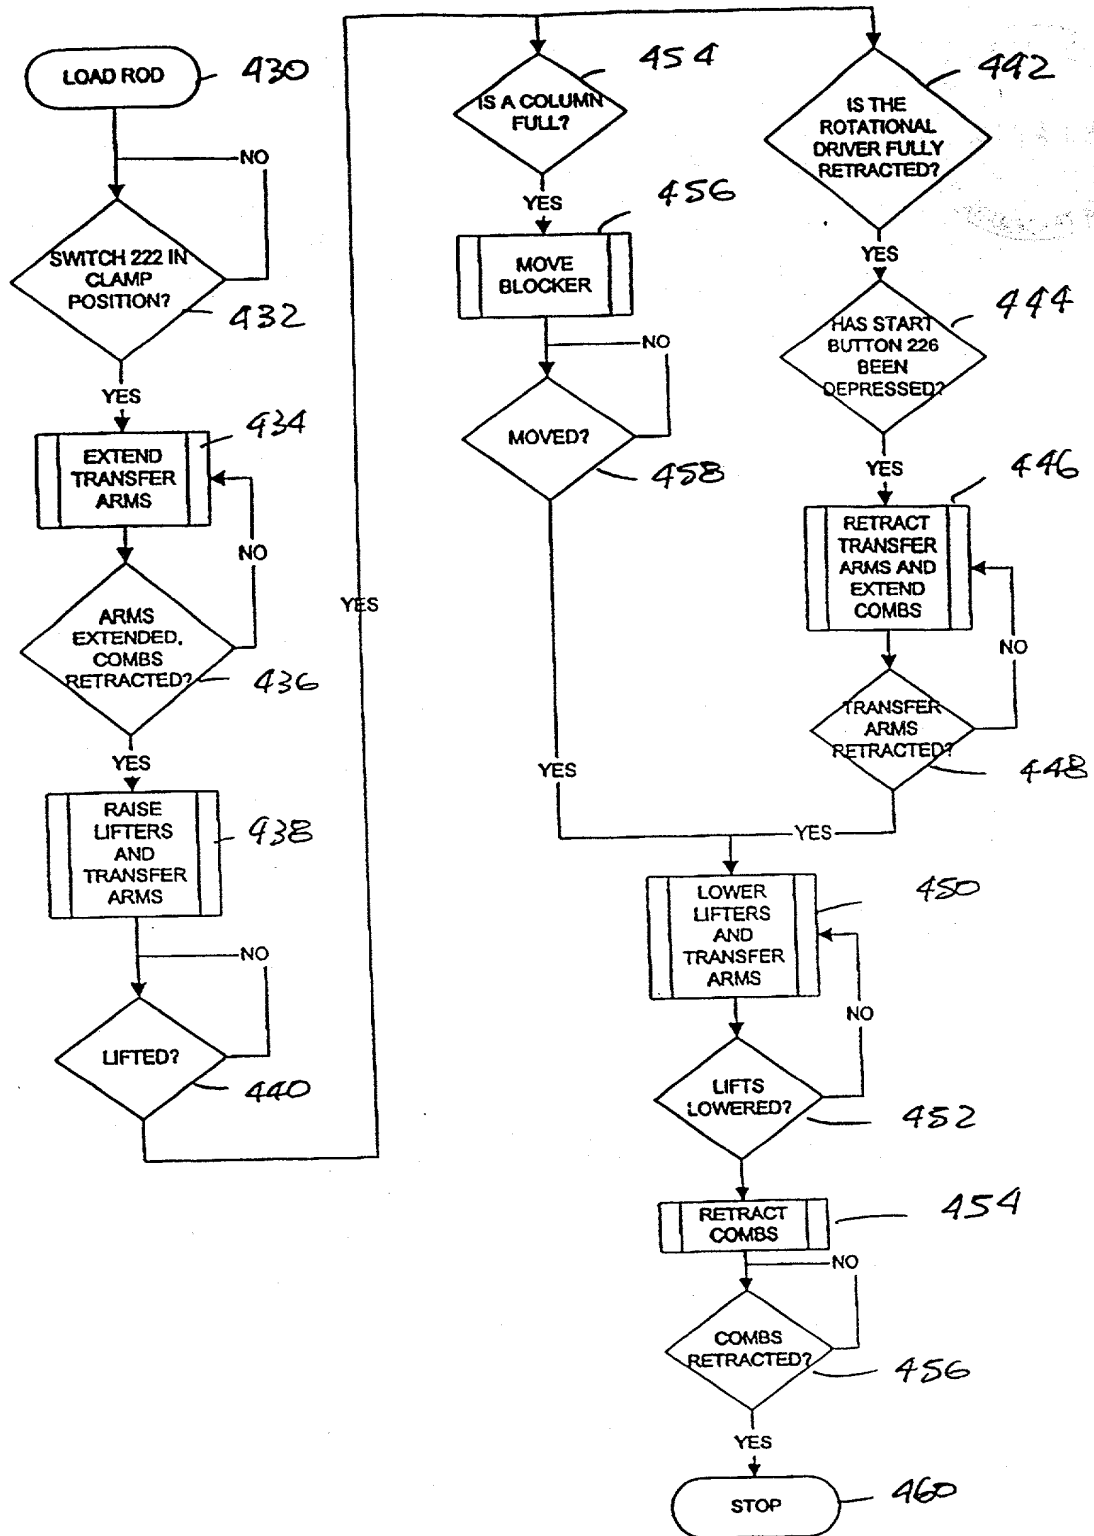 LOAD ROD
430
NO
SWITCH 222 IN
CLAMP
POSITION?
432
YES
EXTEND
TRANSFER
ARMS
434
NO
ARMS
EXTENDED,
COMBS
RETRACTED?
436
YES
RAISE
LIFTERS
AND
TRANSFER
ARMS
438
NO
LIFTED?
440
YES
IS A COLUMN
FULL?
454
YES
MOVE
BLOCKER
456
NO
MOVED?
458
YES
IS THE
ROTATIONAL
DRIVER FULLY
RETRACTED?
442
YES
HAS START
BUTTON 226
BEEN
DEPRESSED?
444
YES
RETRACT
TRANSFER
ARMS AND
EXTEND
COMBS
446
NO
TRANSFER
ARMS
RETRACTED?
448
YES
LOWER
LIFTERS
AND
TRANSFER
ARMS
450
NO
LIFTS
LOWERED?
452
RETRACT
COMBS
454
NO
COMBS
RETRACTED?
456
YES
STOP
460